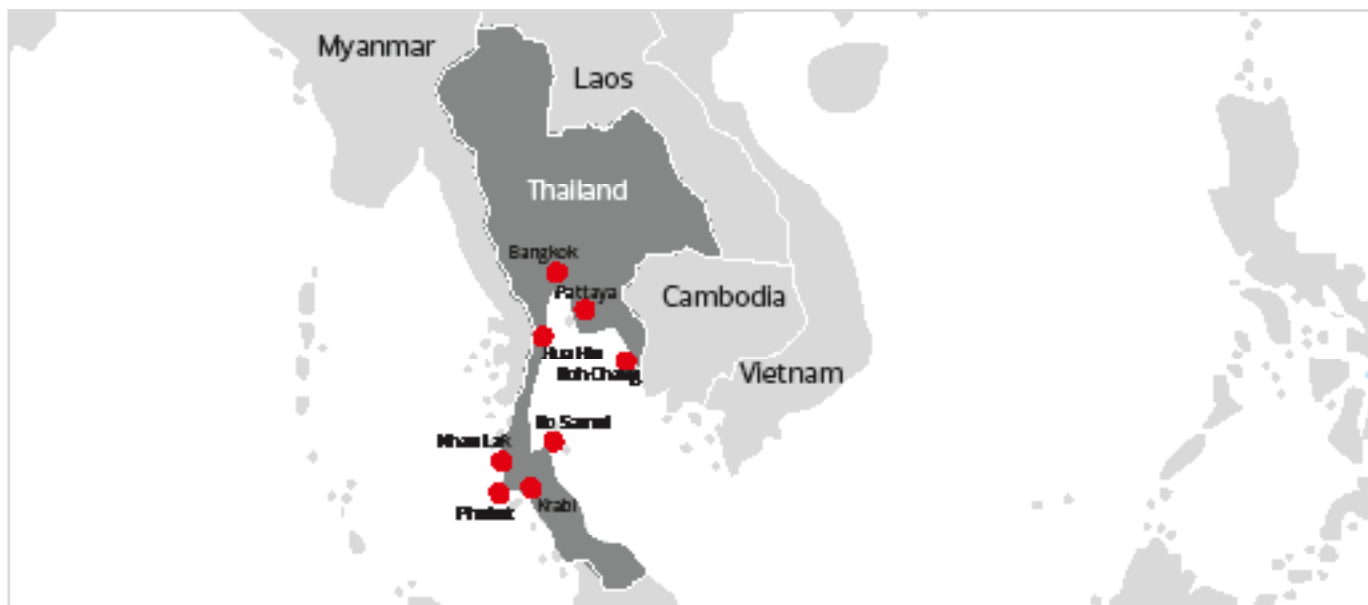 Myanmar
Laos
Thailand
Bangkok
Pattaya
Cambodia
Hua Hin
Koh Chang
Vietnam
Ko Samui
Khao Lak
Krabi
Phuket